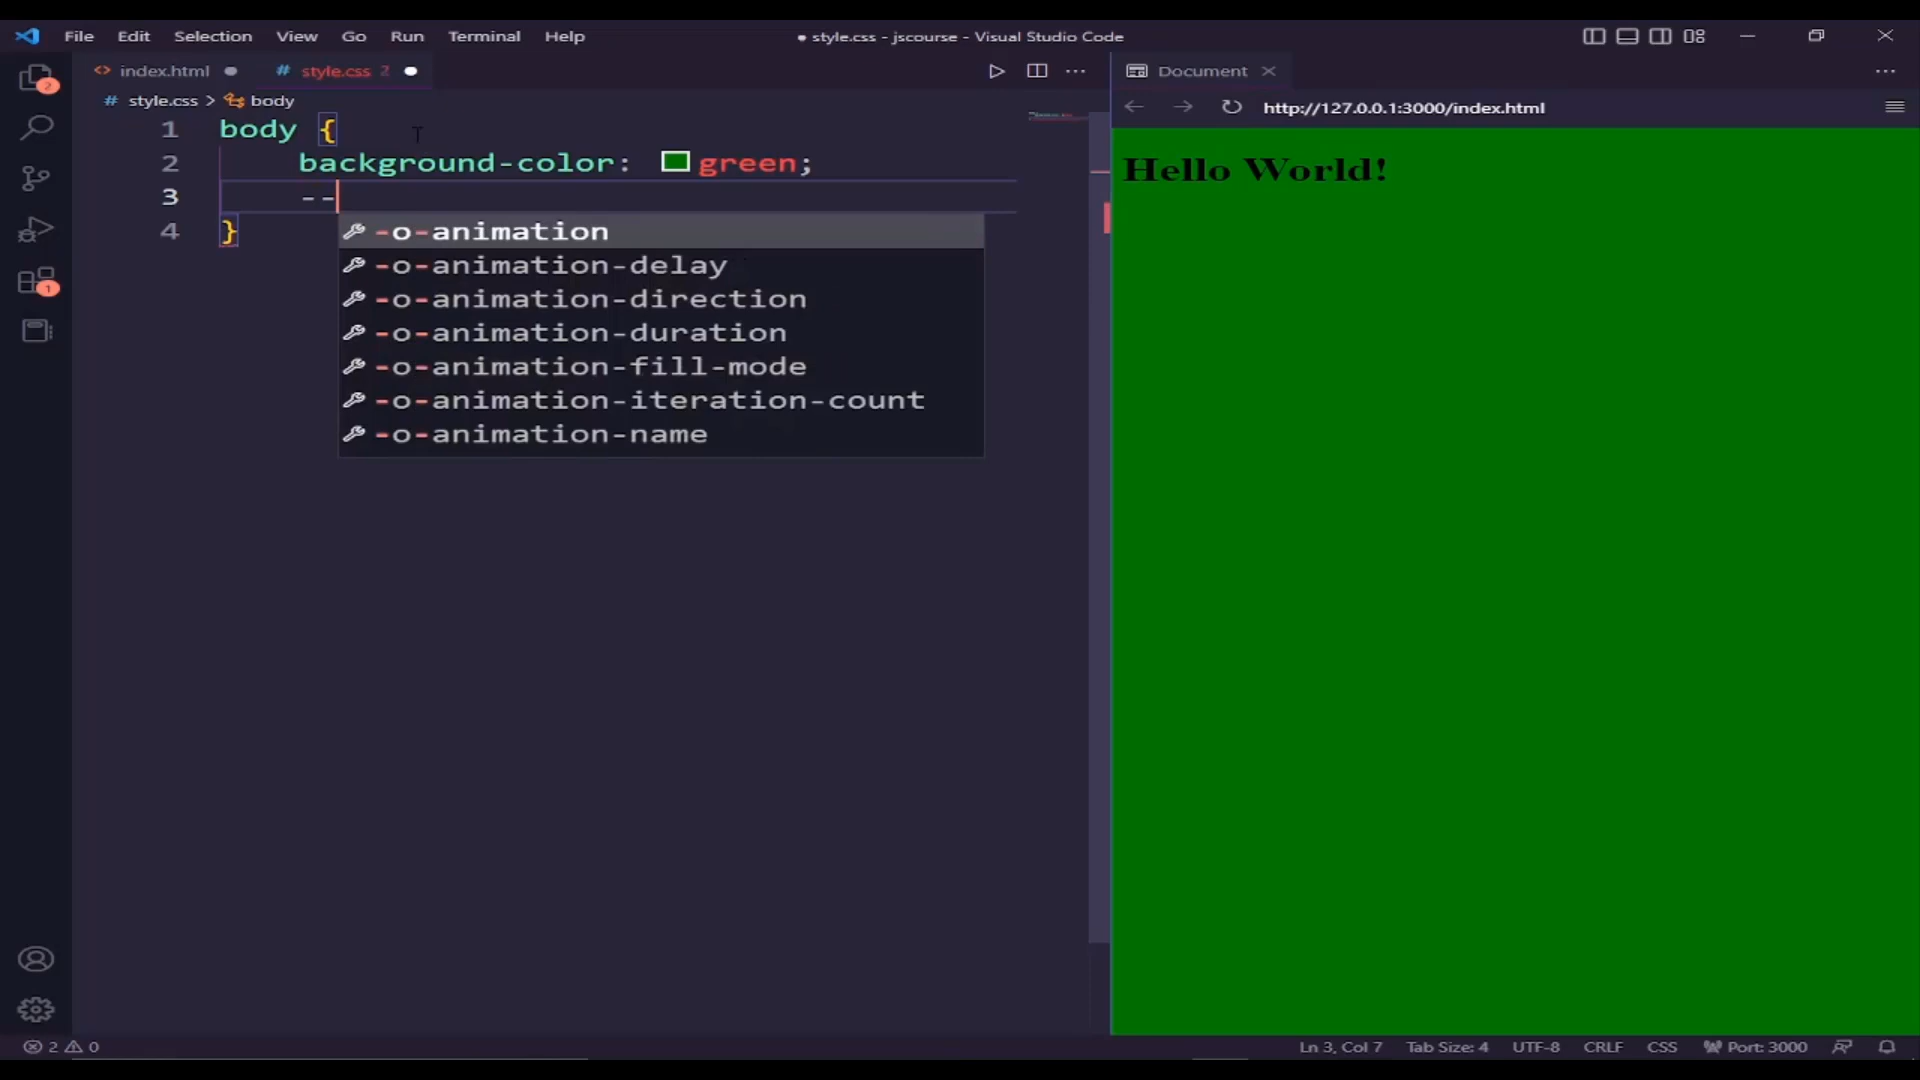 File Edit Selection View Go Run Terminal Help
● style.css - jscourse - Visual Studio Code
2
1
index.html
# style.css 2
# style.css > body
1 body {
2 background-color: green;
3 --
4 }
-o-animation
-o-animation-delay
-o-animation-direction
-o-animation-duration
-o-animation-fill-mode
-o-animation-iteration-count
-o-animation-name
Document
http://127.0.0.1:3000/index.html
Hello World!
2 0
Ln 3, Col 7 Tab Size: 4 UTF-8 CRLF CSS Port: 3000